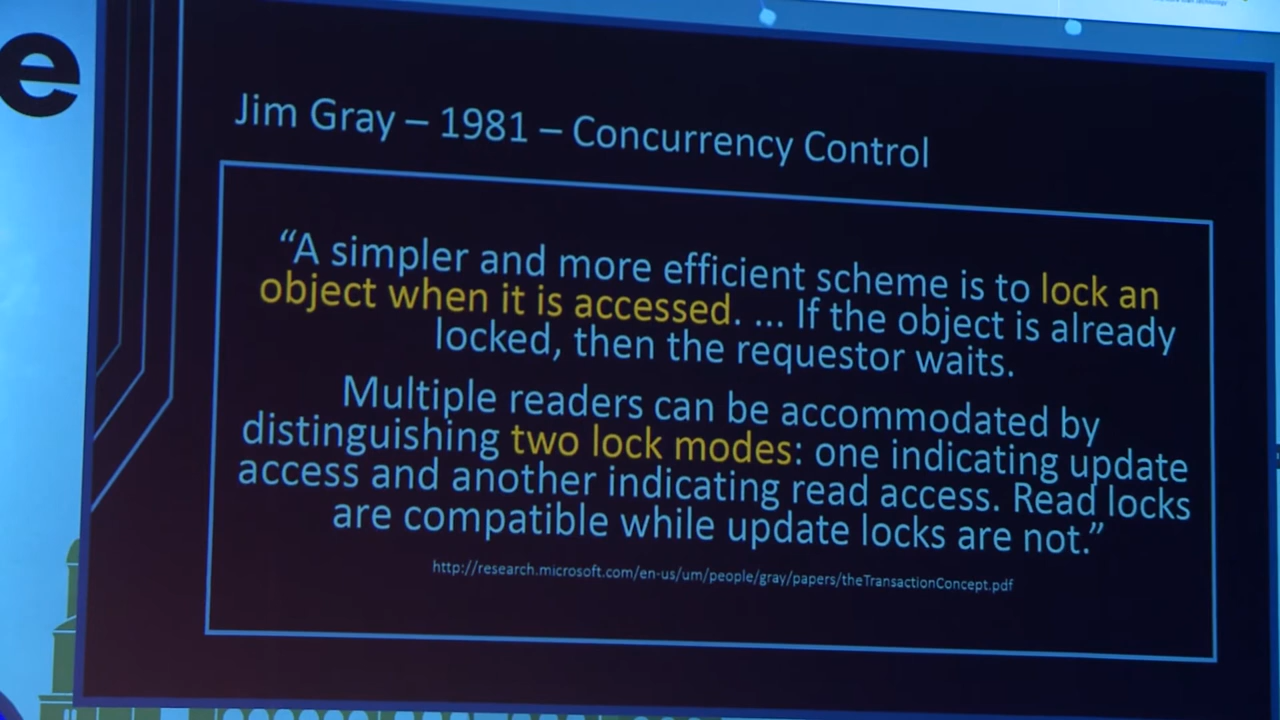 e
Jim Gray – 1981 – Concurrency Control
“A simpler and more efficient scheme is to lock an
object when it is accessed. ... If the object is already
locked, then the requestor waits.
Multiple readers can be accommodated by
distinguishing two lock modes: one indicating update
access and another indicating read access. Read locks
are compatible while update locks are not.”
http://research.microsoft.com/en-us/um/people/gray/papers/theTransactionConcept.pdf